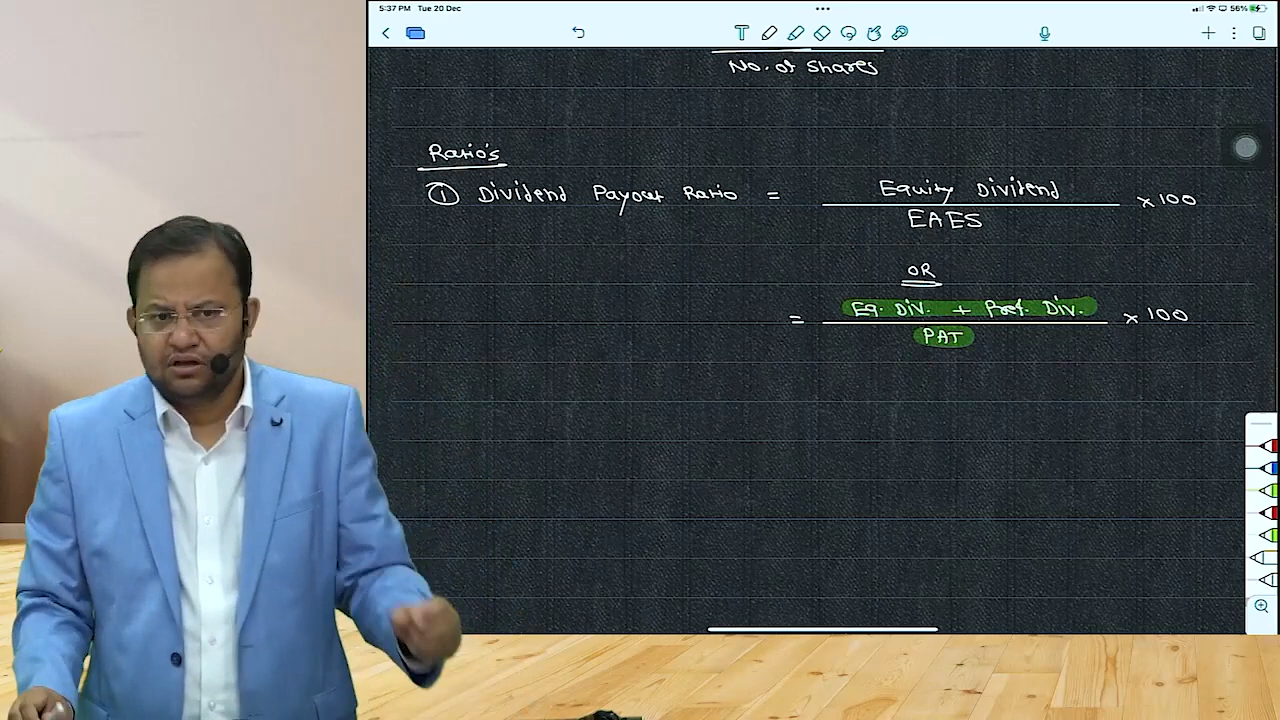 5:37 PM Tue 20 Dec
56%
No. of Shares
Ratio's
① Dividend Payout Ratio = Equity Dividend / EAES × 100
OR
= Eq. Div. + Pref. Div. / PAT × 100